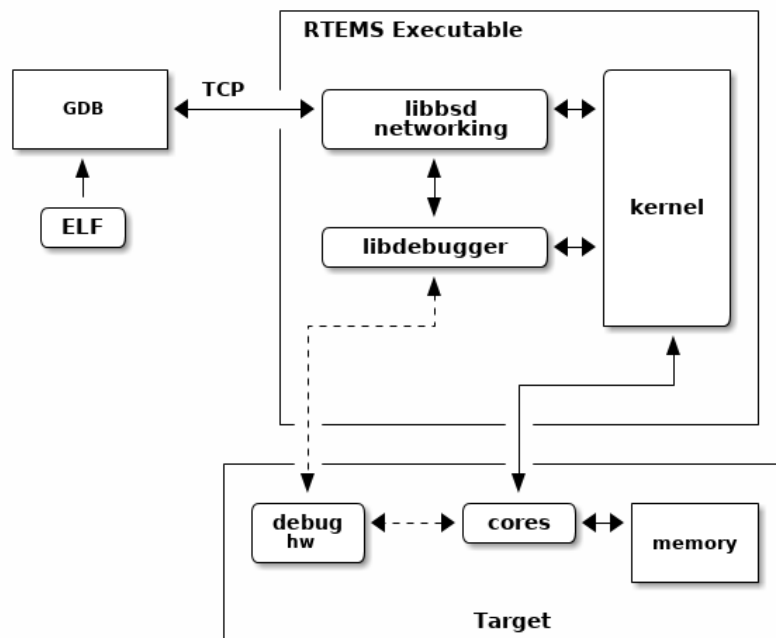 RTEMS Executable
GDB
TCP
libbsd
networking
kernel
ELF
libdebugger
debug
hw
cores
memory
Target